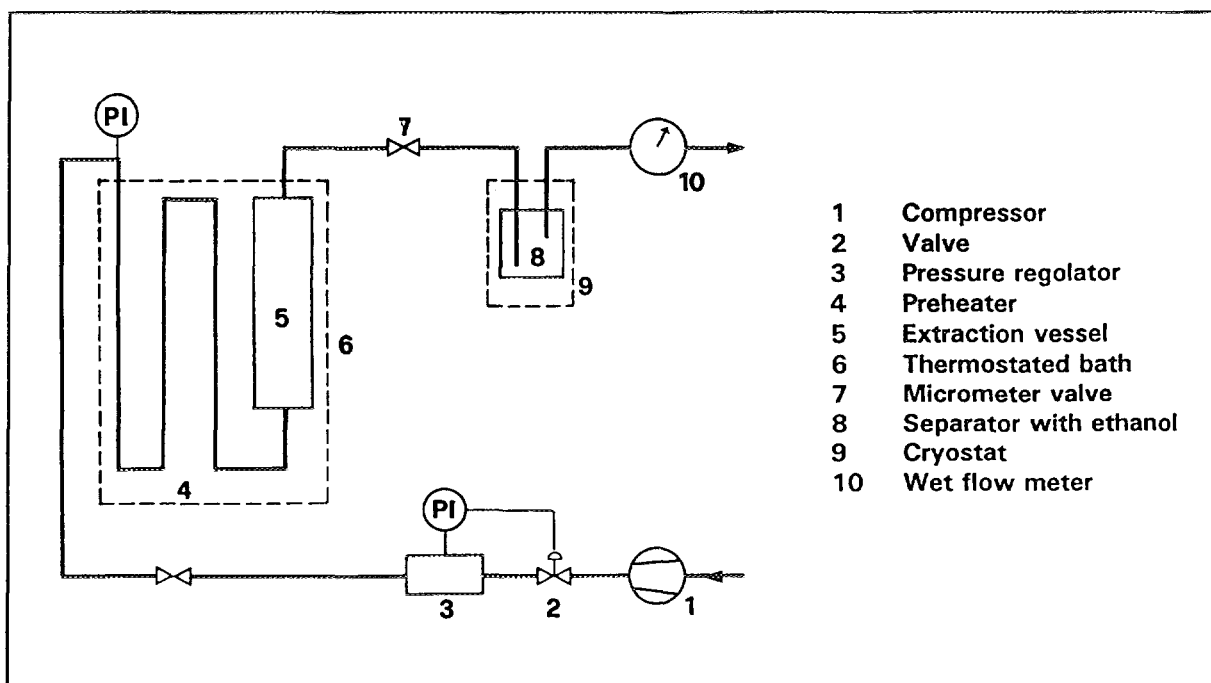 PI
7
10
8
9
5
6
4
PI
3
2
1
1 Compressor
2 Valve
3 Pressure regolator
4 Preheater
5 Extraction vessel
6 Thermostated bath
7 Micrometer valve
8 Separator with ethanol
9 Cryostat
10 Wet flow meter